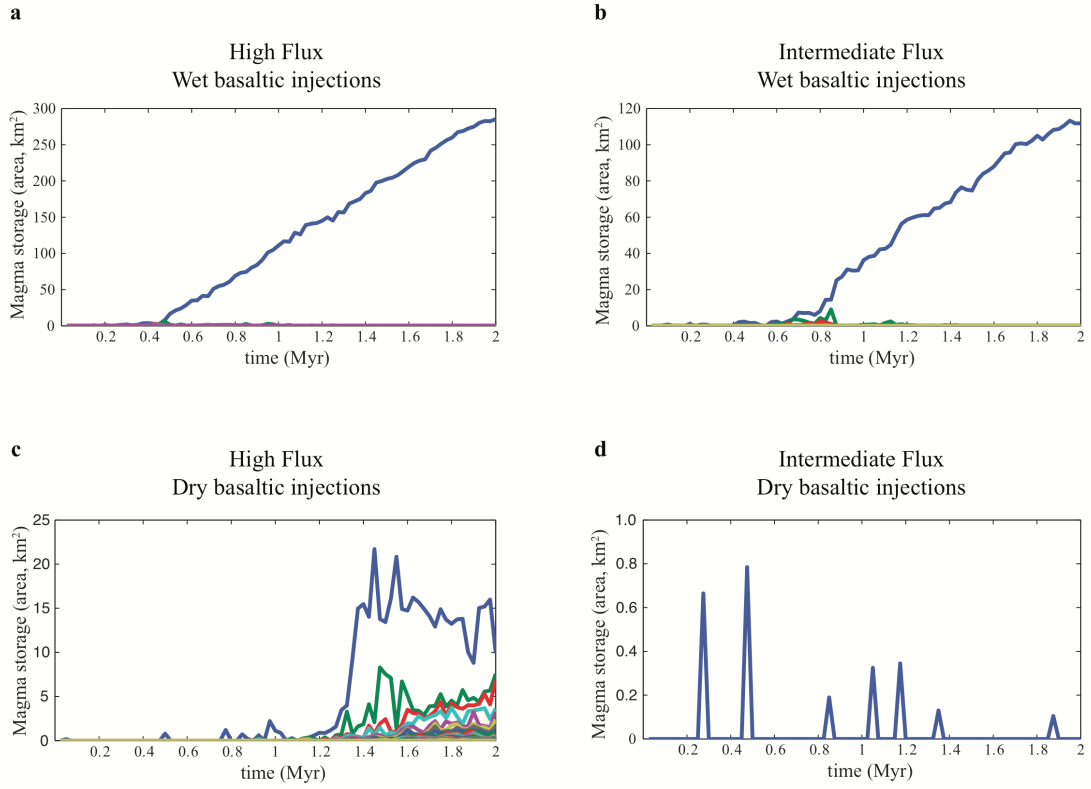 a
High Flux
Wet basaltic injections
Magma storage (area, km²)
300
250
200
150
100
50
0
0.2 0.4 0.6 0.8 1 1.2 1.4 1.6 1.8 2
time (Myr)
b
Intermediate Flux
Wet basaltic injections
Magma storage (area, km²)
120
100
80
60
40
20
0
0.2 0.4 0.6 0.8 1 1.2 1.4 1.6 1.8 2
time (Myr)
c
High Flux
Dry basaltic injections
Magma storage (area, km²)
25
20
15
10
5
0
0.2 0.4 0.6 0.8 1 1.2 1.4 1.6 1.8 2
time (Myr)
d
Intermediate Flux
Dry basaltic injections
Magma storage (area, km²)
1.0
0.8
0.6
0.4
0.2
0
0.2 0.4 0.6 0.8 1 1.2 1.4 1.6 1.8 2
time (Myr)